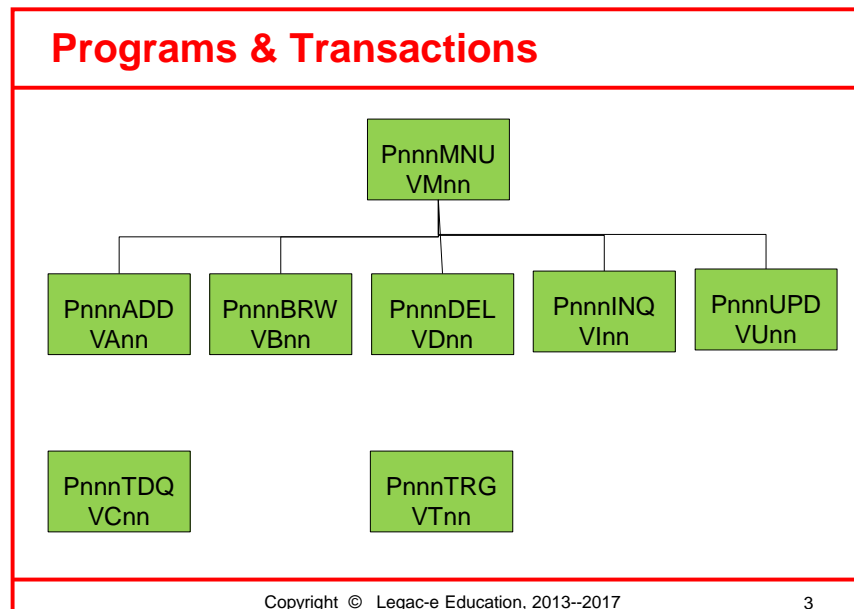 Programs & Transactions
PnnnMNU
VMnn
PnnnADD
VAnn
PnnnBRW
VBnn
PnnnDEL
VDnn
PnnnINQ
VInn
PnnnUPD
VUnn
PnnnTDQ
VCnn
PnnnTRG
VTnn
Copyright © Legac-e Education, 2013--2017 3